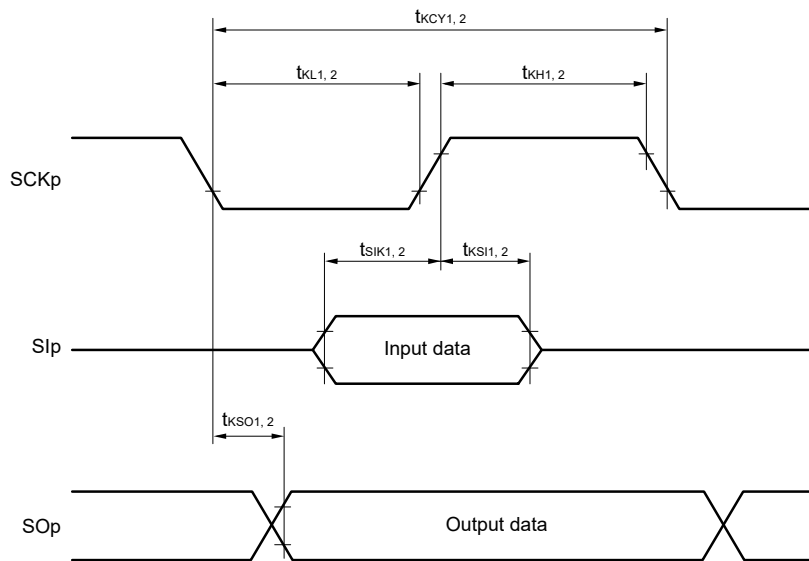 tKCY1, 2
tKL1, 2
tKH1, 2
SCKp
tSIK1, 2
tKSI1, 2
SIp
Input data
tKSO1, 2
SOp
Output data